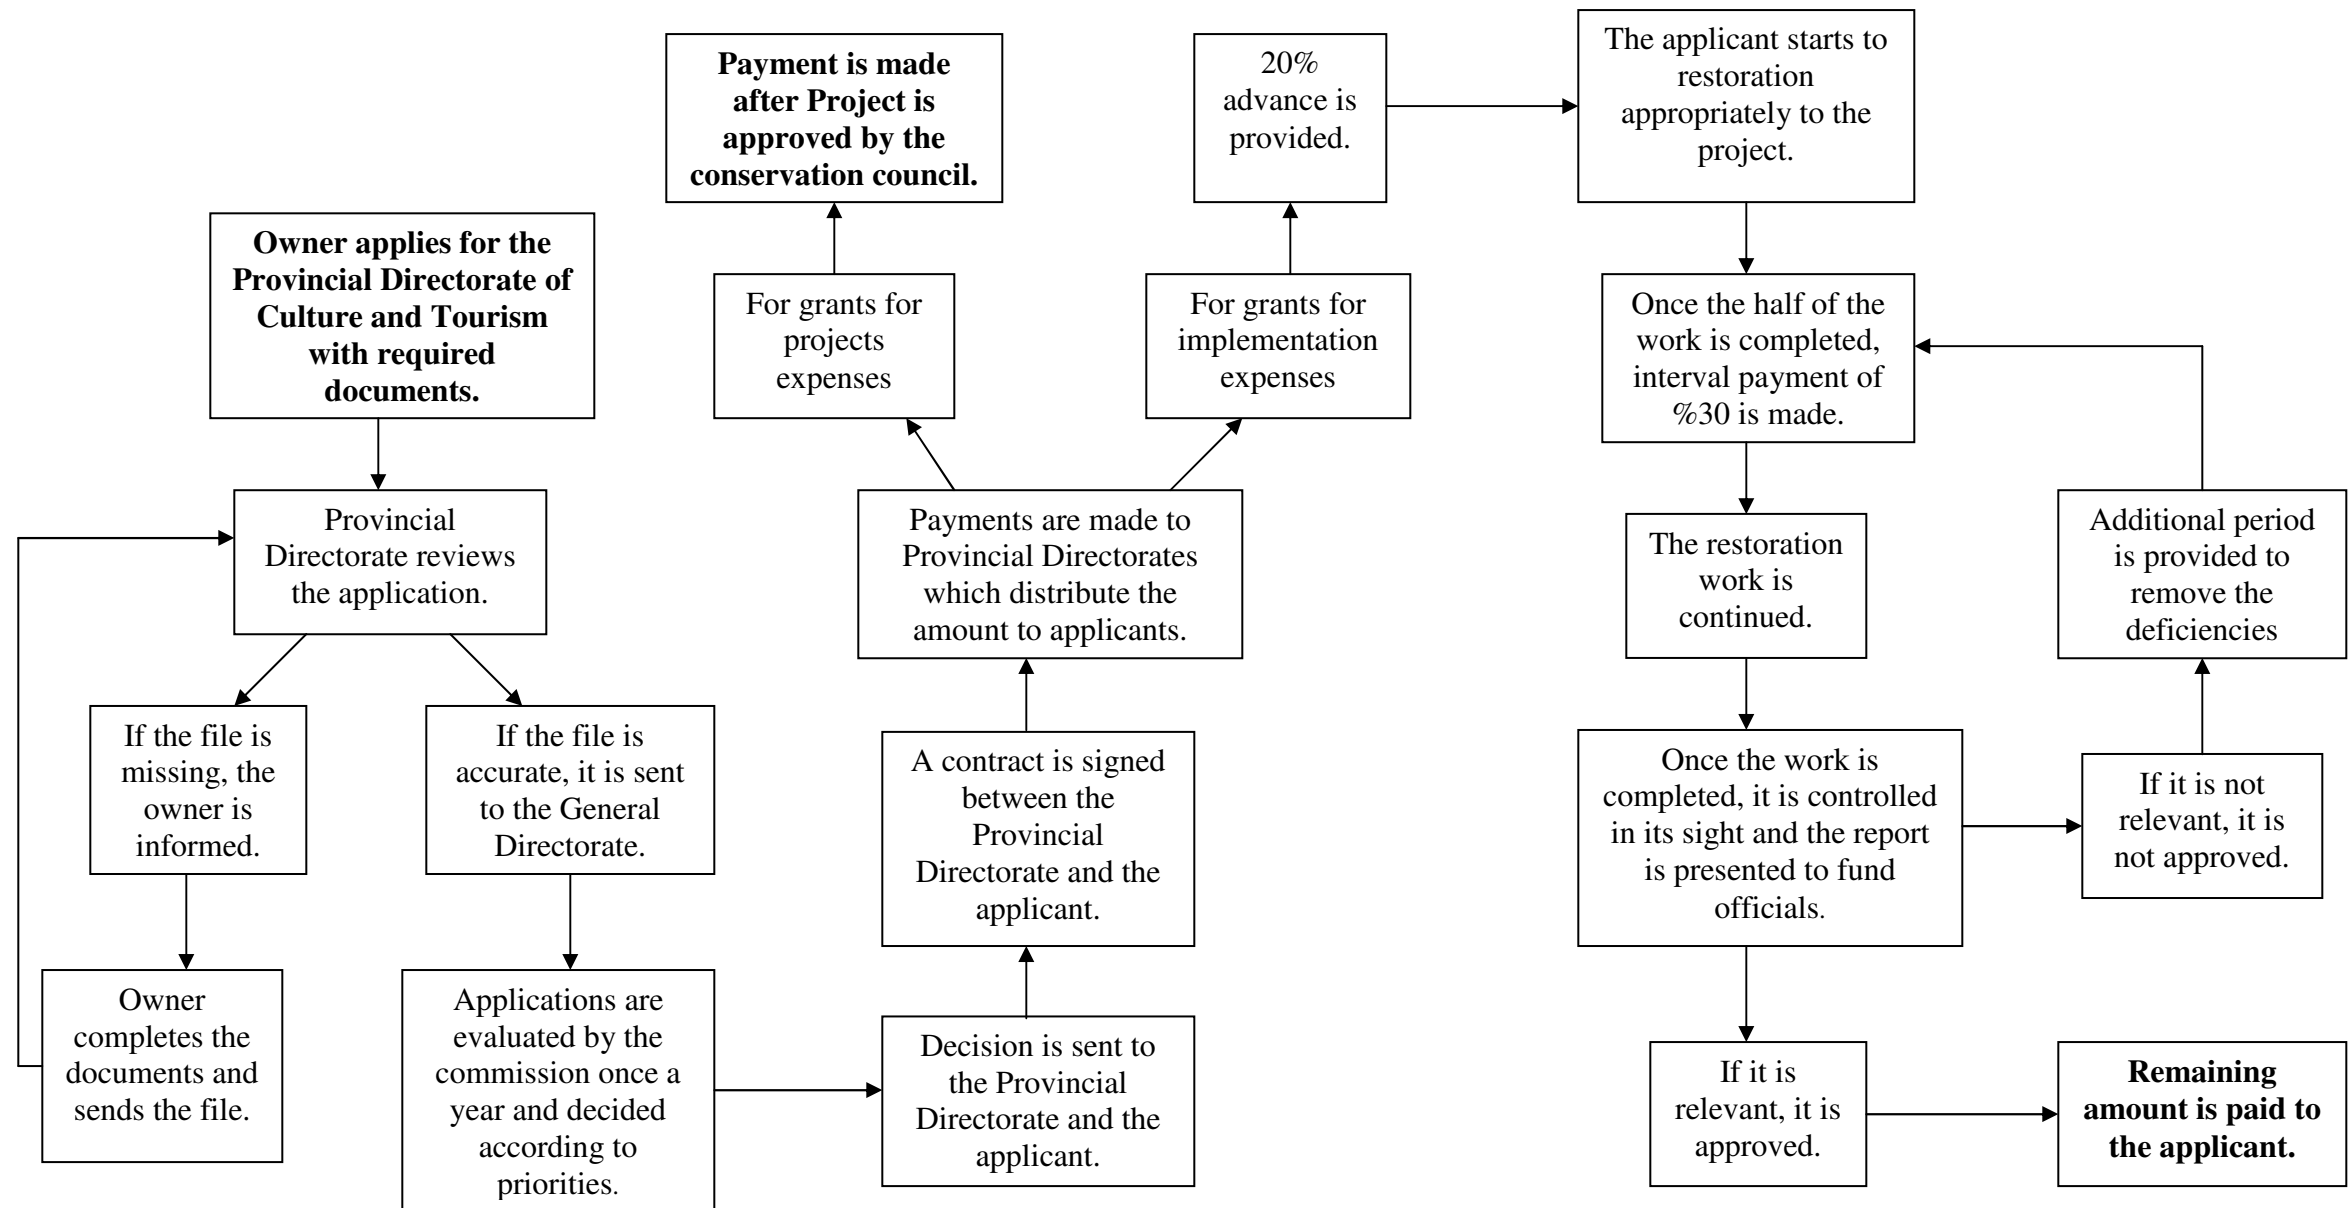 Owner applies for the
Provincial Directorate of
Culture and Tourism
with required
documents.
Provincial
Directorate reviews
the application.
If the file is
missing, the
owner is
informed.
Owner
completes the
documents and
sends the file.
If the file is
accurate, it is sent
to the General
Directorate.
Applications are
evaluated by the
commission once a
year and decided
according to
priorities.
Decision is sent to
the Provincial
Directorate and the
applicant.
A contract is signed
between the
Provincial
Directorate and the
applicant.
Payments are made to
Provincial Directorates
which distribute the
amount to applicants.
For grants for
projects
expenses
Payment is made
after Project is
approved by the
conservation council.
For grants for
implementation
expenses
20%
advance is
provided.
The applicant starts to
restoration
appropriately to the
project.
Once the half of the
work is completed,
interval payment of
%30 is made.
The restoration
work is
continued.
Once the work is
completed, it is controlled
in its sight and the report
is presented to fund
officials.
If it is not
relevant, it is
not approved.
Additional period
is provided to
remove the
deficiencies
If it is
relevant, it is
approved.
Remaining
amount is paid to
the applicant.